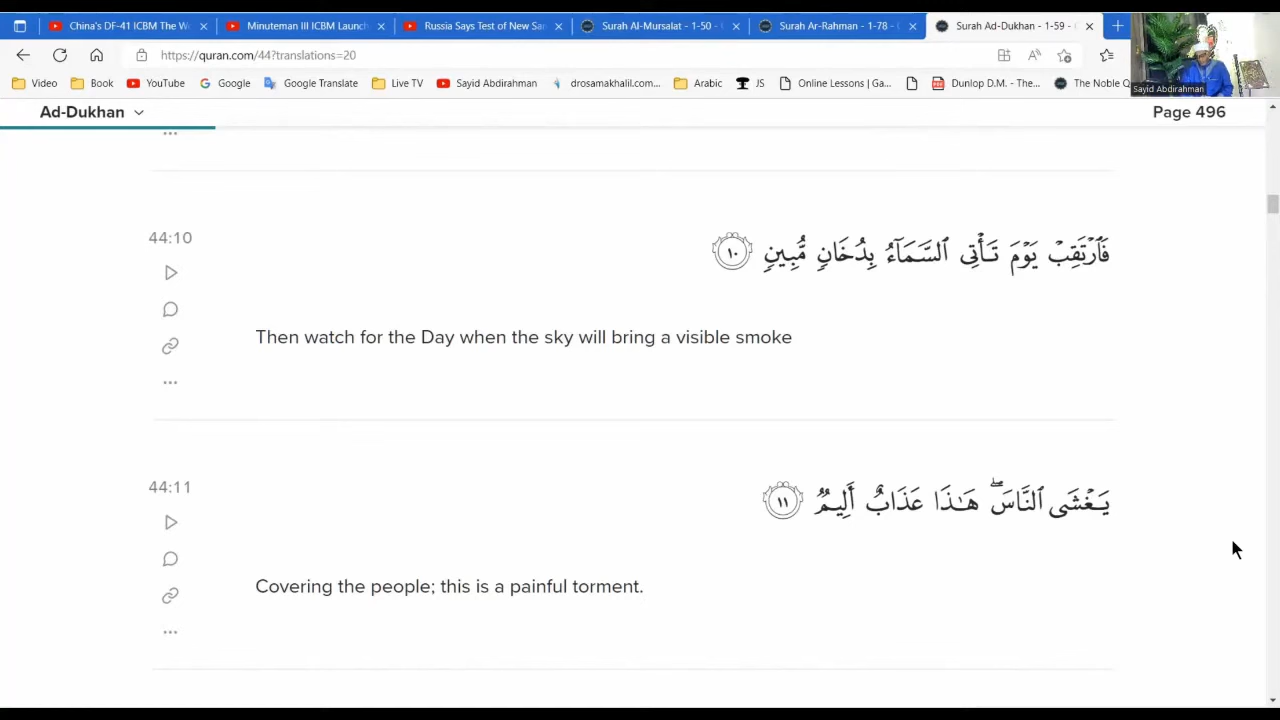 China's DF-41 ICBM The W
Minuteman III ICBM Launch
Russia Says Test of New Sar
Surah Al-Mursalat - 1-50 -
Surah Ar-Rahman - 1-78 -
Surah Ad-Dukhan - 1-59 -
https://quran.com/44?translations=20
Video
Book
YouTube
Google
Google Translate
Live TV
Sayid Abdirahman
drosamakhalil.com...
Arabic
JS
Online Lessons | Ga...
Dunlop D.M. - The...
The Noble Q
Sayid Abdirahman
Ad-Dukhan
Page 496
44:10
فَٱرْتَقِبْ يَوْمَ تَأْتِى ٱلسَّمَآءُ بِدُخَانٍ مُّبِينٍ ١٠
Then watch for the Day when the sky will bring a visible smoke
44:11
يَغْشَى ٱلنَّاسَ ۖ هَـٰذَا عَذَابٌ أَلِيمٌ ١١
Covering the people; this is a painful torment.